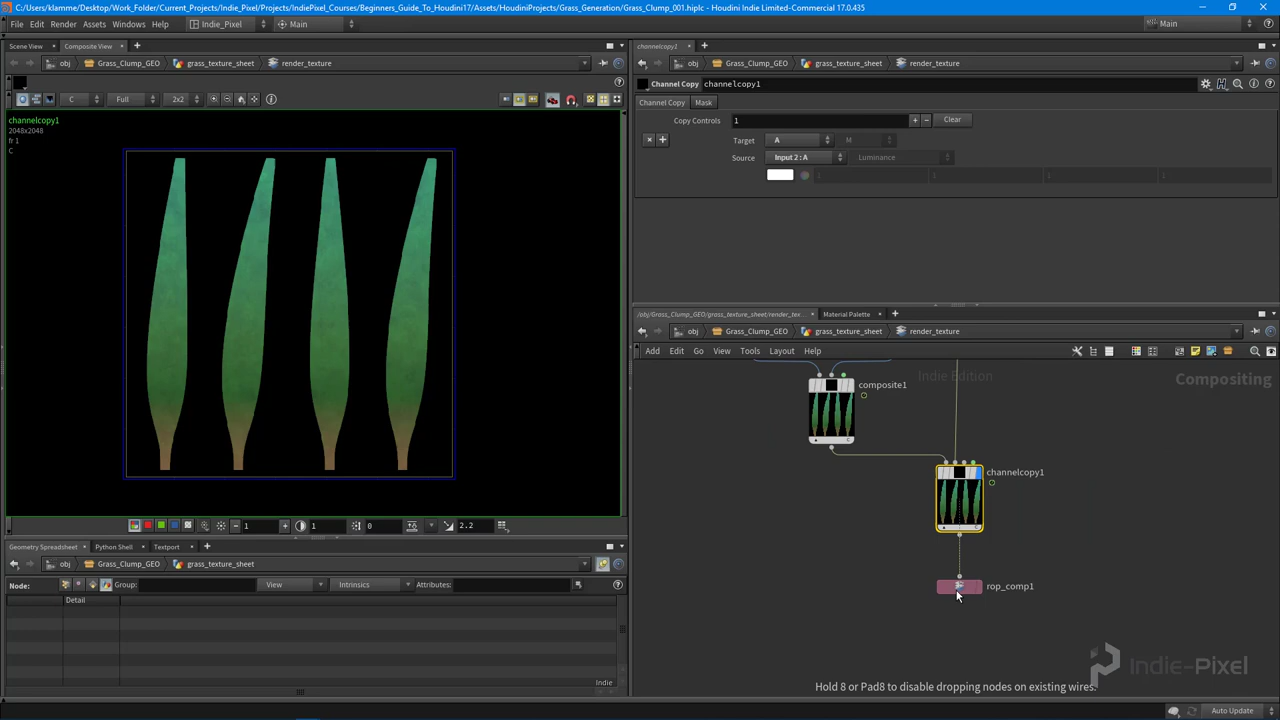 C:/Users/klamme/Desktop/Work_Folder/Current_Projects/Indie_Pixel/Projects/IndiePixel_Courses/Beginners_Guide_To_Houdini17/Assets/HoudiniProjects/Grass_Generation/Grass_Clump_001.hiplc - Houdini Indie Limited-Commercial 17.0.435
File Edit Render Assets Windows Help Indie_Pixel Main Main
Scene View Composite View
obj Grass_Clump_GEO grass_texture_sheet render_texture
C Full 2x2
channelcopy1
2048x2048
fr 1
C
1 1 0 2.2
Geometry Spreadsheet Python Shell Textport
obj Grass_Clump_GEO grass_texture_sheet
Node: Group: View Intrinsics Attributes:
Detail
Indie
channelcopy1
obj Grass_Clump_GEO grass_texture_sheet render_texture
Channel Copy channelcopy1
Channel Copy Mask
Copy Controls 1 Clear
Target A M
Source Input 2 : A Luminance
1 1 1 1
/obj/Grass_Clump_GEO/grass_texture_sheet/render_tex... Material Palette
obj Grass_Clump_GEO grass_texture_sheet render_texture
Add Edit Go View Tools Layout Help
Indie Edition
Compositing
composite1
C
channelcopy1
C
rop_comp1
Indie-Pixel
Hold 8 or Pad8 to disable dropping nodes on existing wires.
Auto Update